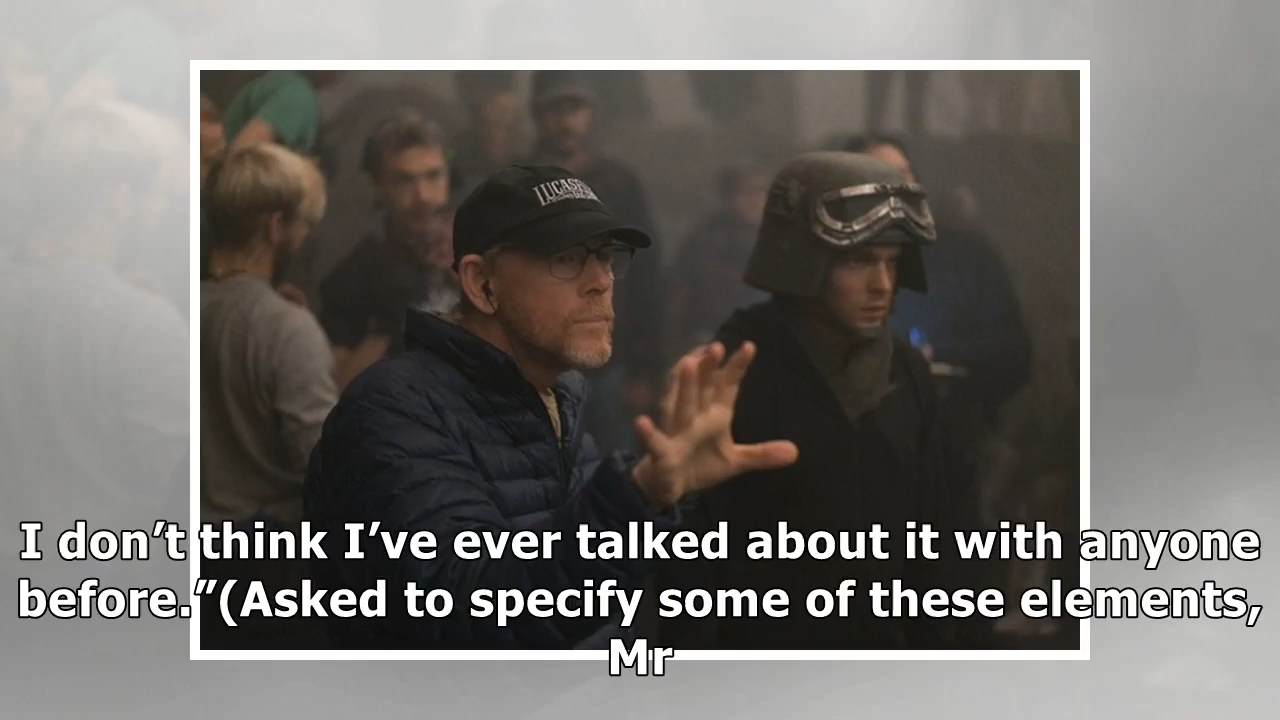 I don’t think I’ve ever talked about it with anyone
before.”(Asked to specify some of these elements,
Mr